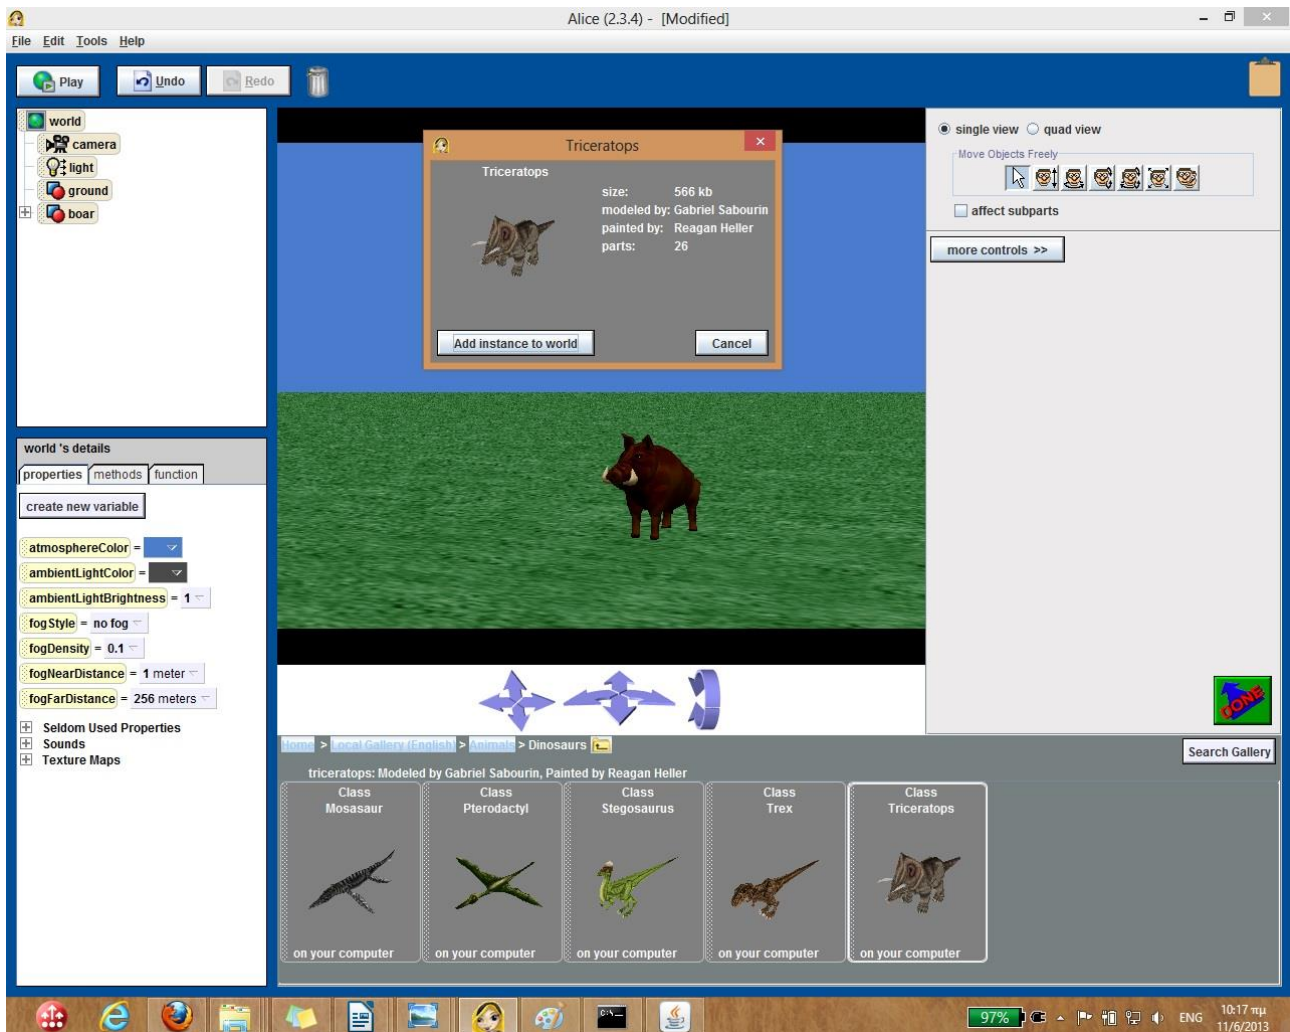 Alice (2.3.4) - [Modified]
File Edit Tools Help
Play Undo Redo
world
camera
light
ground
boar
Triceratops
Triceratops
size: 566 kb
modeled by: Gabriel Sabourin
painted by: Reagan Heller
parts: 26
Add instance to world Cancel
single view quad view
Move Objects Freely
affect subparts
more controls >>
world 's details
properties methods function
create new variable
atmosphereColor =
ambientLightColor =
ambientLightBrightness = 1
fogStyle = no fog
fogDensity = 0.1
fogNearDistance = 1 meter
fogFarDistance = 256 meters
Seldom Used Properties
Sounds
Texture Maps
DONE
Home > Local Gallery (English) > Animals > Dinosaurs
Search Gallery
triceratops: Modeled by Gabriel Sabourin, Painted by Reagan Heller
Class Mosasaur
on your computer
Class Pterodactyl
on your computer
Class Stegosaurus
on your computer
Class Trex
on your computer
Class Triceratops
on your computer
97% ENG 10:17 πμ
11/6/2013